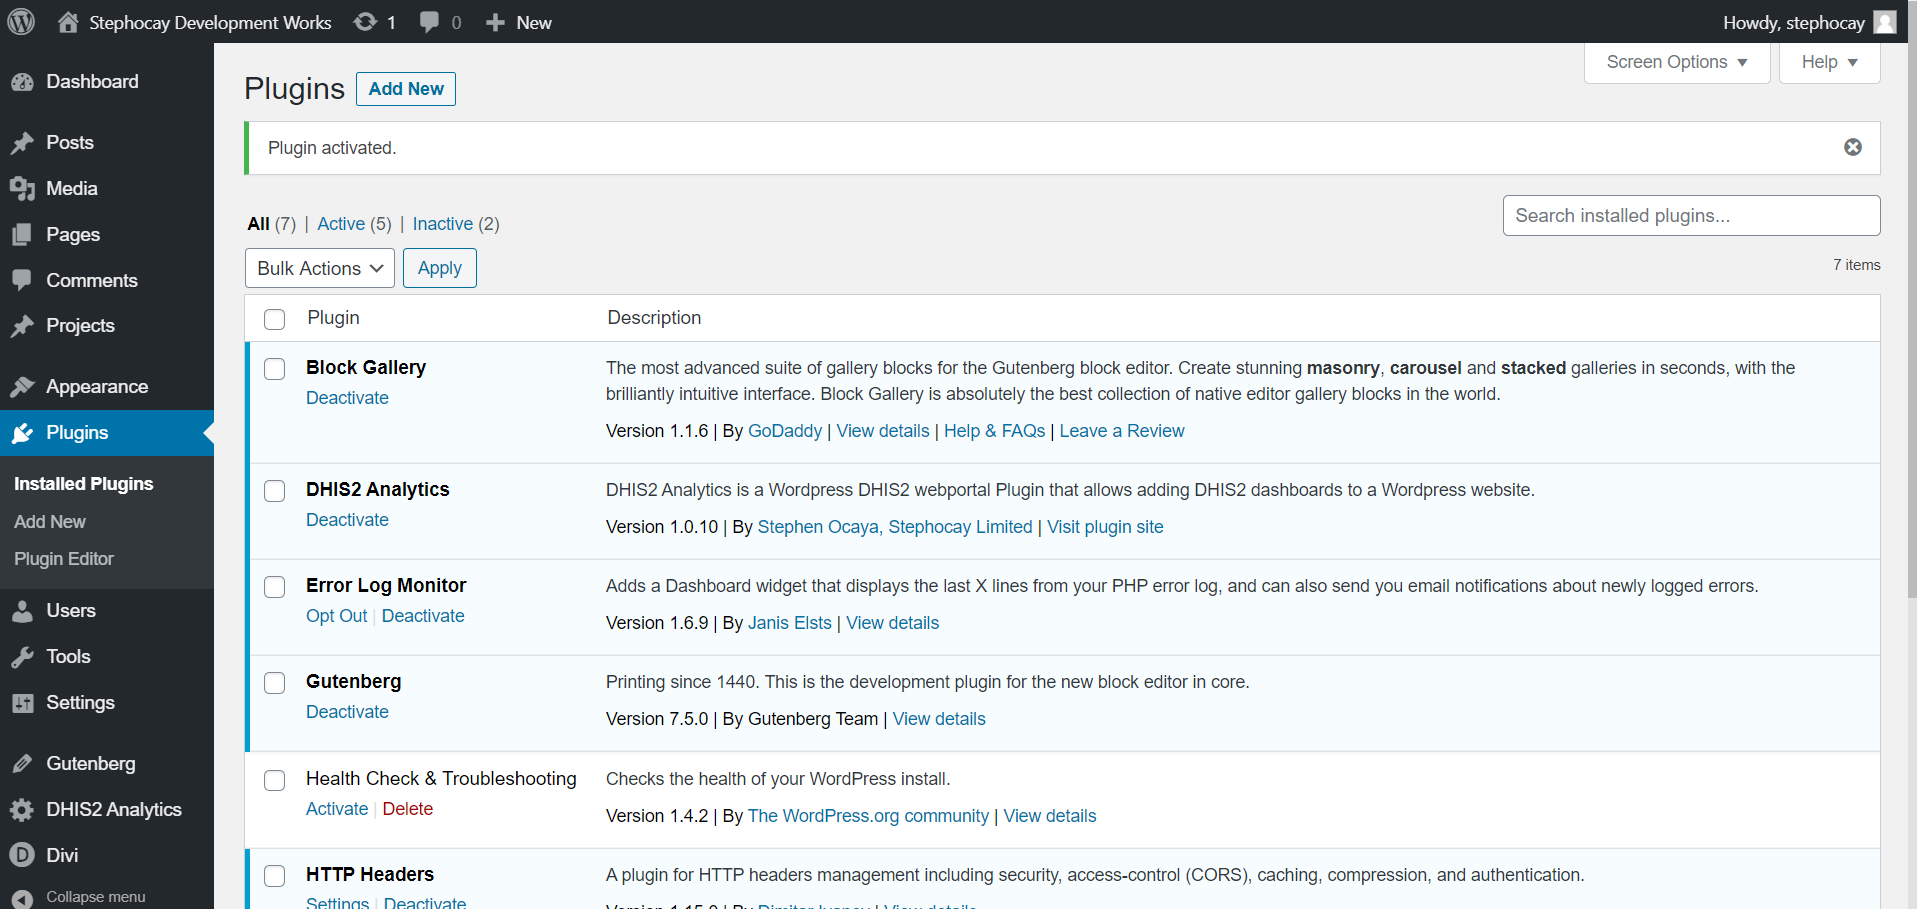 Stephocay Development Works 1 0 New Howdy, stephocay
Dashboard
Posts
Media
Pages
Comments
Projects
Appearance
Plugins
Installed Plugins
Add New
Plugin Editor
Users
Tools
Settings
Gutenberg
DHIS2 Analytics
Divi
Collapse menu
Screen Options Help
Plugins Add New
Plugin activated.
All (7) | Active (5) | Inactive (2)
Search installed plugins...
Bulk Actions Apply
7 items
Plugin Description
Block Gallery
Deactivate
The most advanced suite of gallery blocks for the Gutenberg block editor. Create stunning masonry, carousel and stacked galleries in seconds, with the
brilliantly intuitive interface. Block Gallery is absolutely the best collection of native editor gallery blocks in the world.
Version 1.1.6 | By GoDaddy | View details | Help & FAQs | Leave a Review
DHIS2 Analytics
Deactivate
DHIS2 Analytics is a Wordpress DHIS2 webportal Plugin that allows adding DHIS2 dashboards to a Wordpress website.
Version 1.0.10 | By Stephen Ocaya, Stephocay Limited | Visit plugin site
Error Log Monitor
Opt Out | Deactivate
Adds a Dashboard widget that displays the last X lines from your PHP error log, and can also send you email notifications about newly logged errors.
Version 1.6.9 | By Janis Elsts | View details
Gutenberg
Deactivate
Printing since 1440. This is the development plugin for the new block editor in core.
Version 7.5.0 | By Gutenberg Team | View details
Health Check & Troubleshooting
Activate | Delete
Checks the health of your WordPress install.
Version 1.4.2 | By The WordPress.org community | View details
HTTP Headers
Settings | Deactivate
A plugin for HTTP headers management including security, access-control (CORS), caching, compression, and authentication.